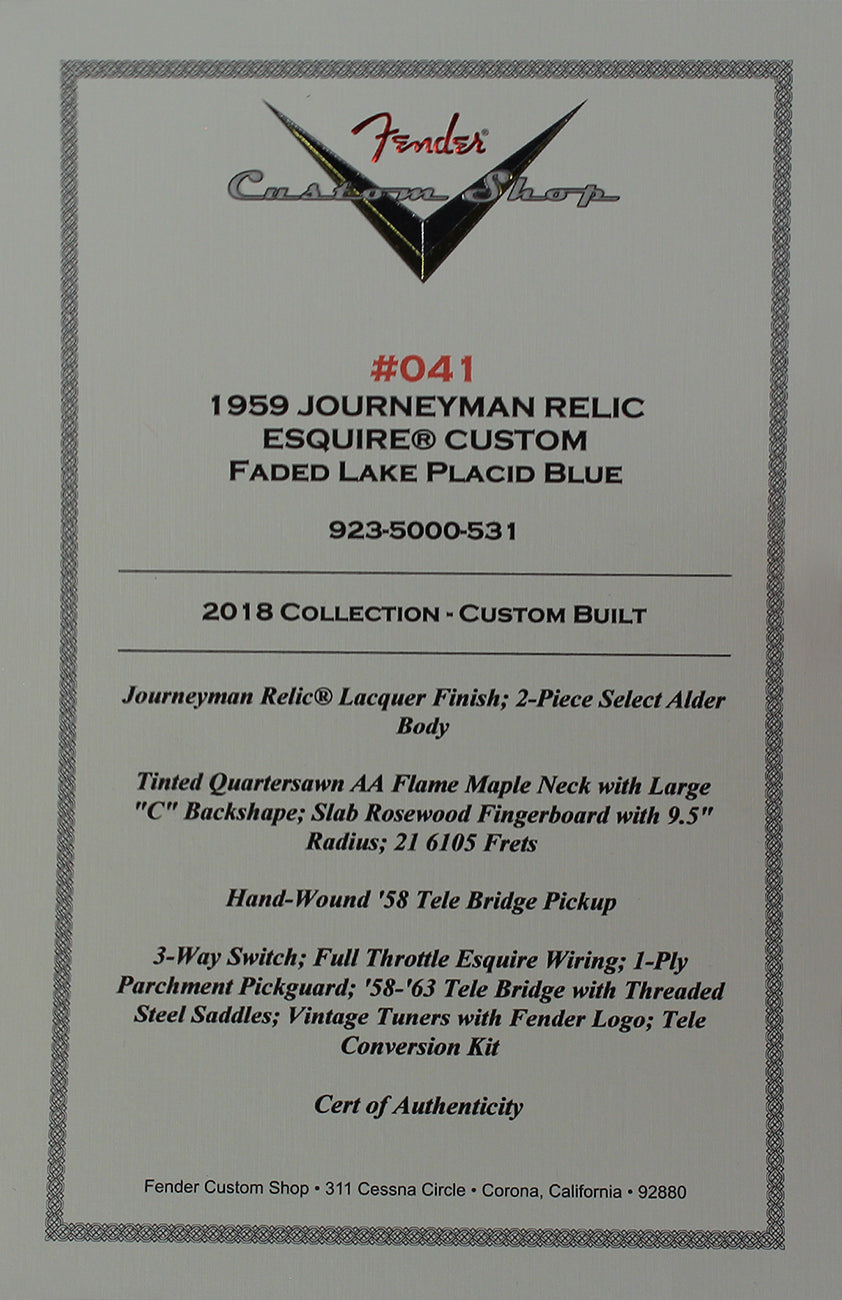 Fender®
Custom Shop
#041
1959 JOURNEYMAN RELIC
ESQUIRE® CUSTOM
FADED LAKE PLACID BLUE
923-5000-531
2018 COLLECTION - CUSTOM BUILT
Journeyman Relic® Lacquer Finish; 2-Piece Select Alder
Body
Tinted Quartersawn AA Flame Maple Neck with Large
"C" Backshape; Slab Rosewood Fingerboard with 9.5"
Radius; 21 6105 Frets
Hand-Wound '58 Tele Bridge Pickup
3-Way Switch; Full Throttle Esquire Wiring; 1-Ply
Parchment Pickguard; '58-'63 Tele Bridge with Threaded
Steel Saddles; Vintage Tuners with Fender Logo; Tele
Conversion Kit
Cert of Authenticity
Fender Custom Shop • 311 Cessna Circle • Corona, California • 92880